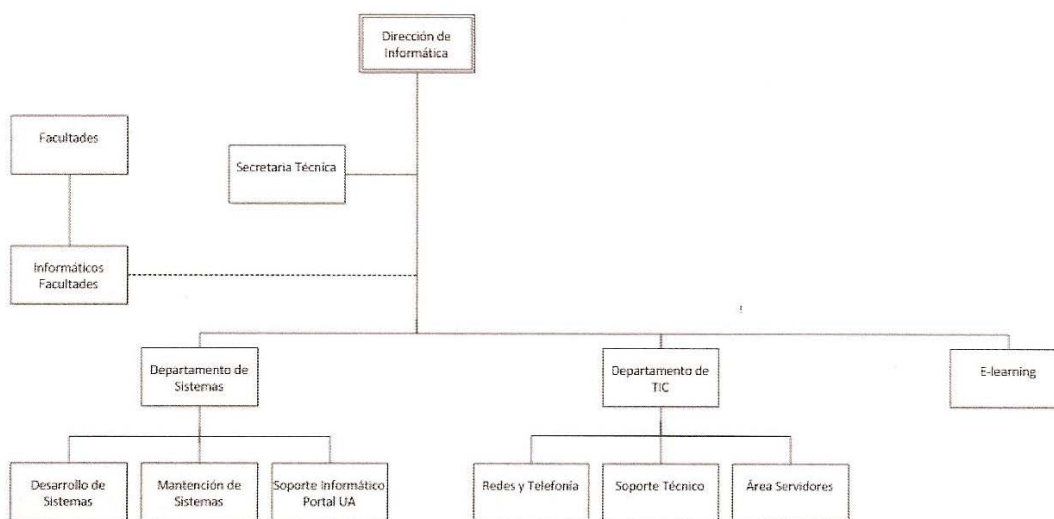 Dirección de
Informática
Facultades
Secretaria Técnica
Informáticos
Facultades
Departamento de
Sistemas
Departamento de
TIC
E-learning
Desarrollo de
Sistemas
Mantención de
Sistemas
Soporte Informático
Portal UA
Redes y Telefonía
Soporte Técnico
Área Servidores